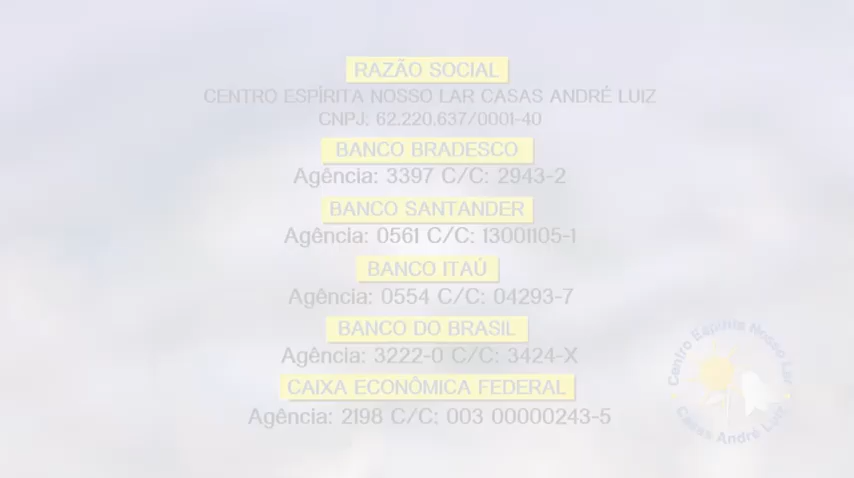 RAZÃO SOCIAL
CENTRO ESPÍRITA NOSSO LAR CASAS ANDRÉ LUIZ
CNPJ: 62.220.637/0001-40
BANCO BRADESCO
Agência: 3397 C/C: 2943-2
BANCO SANTANDER
Agência: 0561 C/C: 13001105-1
BANCO ITAÚ
Agência: 0554 C/C: 04293-7
BANCO DO BRASIL
Agência: 3222-0 C/C: 3424-X
CAIXA ECONÔMICA FEDERAL
Agência: 2198 C/C: 003 00000243-5
Centro Espírita Nosso Lar
Casas André Luiz